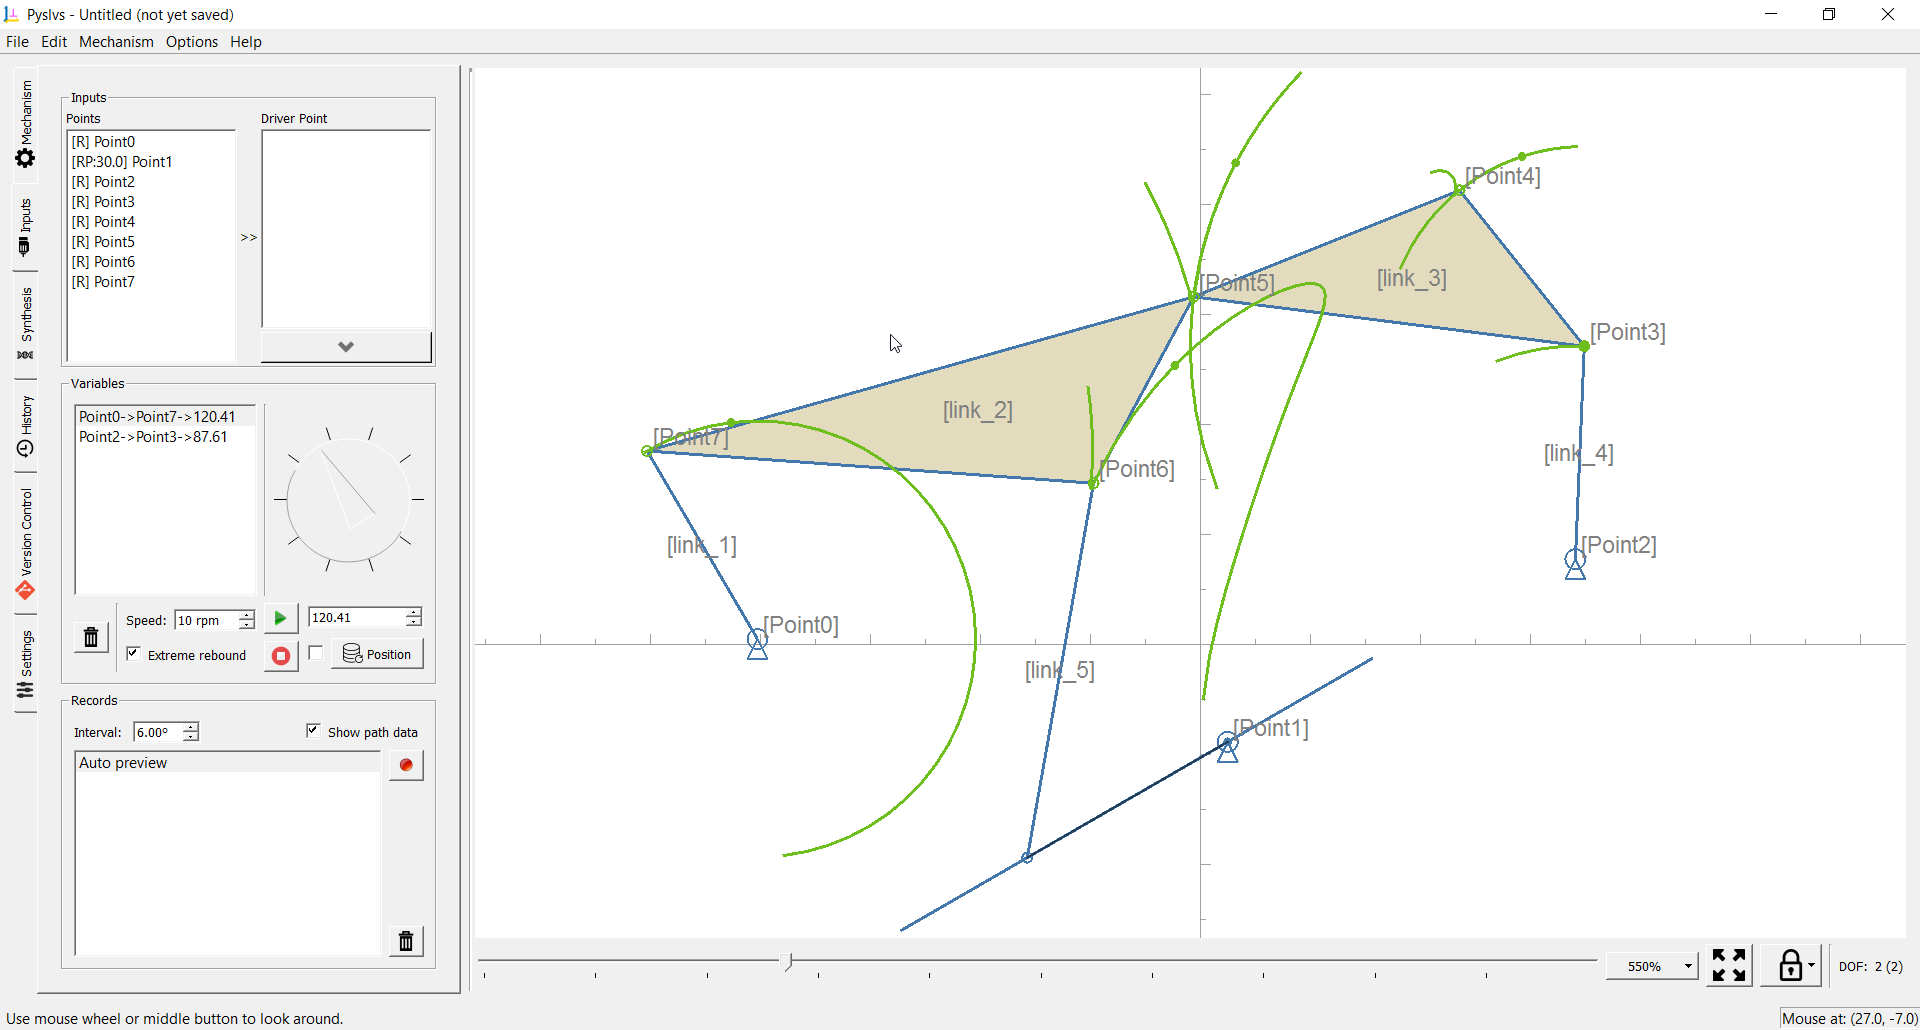 Pyslvs - Untitled (not yet saved)
File Edit Mechanism Options Help
Mechanism
Inputs
Synthesis
History
Version Control
Settings
Inputs
Points
Driver Point
[R] Point0
[RP:30.0] Point1
[R] Point2
[R] Point3
[R] Point4
[R] Point5
[R] Point6
[R] Point7
>>
Variables
Point0->Point7->120.41
Point2->Point3->87.61
Speed: 10 rpm
120.41
Extreme rebound
Position
Records
Interval: 6.00°
Show path data
Auto preview
[Point4]
[Point5]
[link_3]
[Point3]
[link_2]
[Point7]
[link_4]
[Point6]
[link_1]
[Point2]
[Point0]
[link_5]
[Point1]
550%
DOF: 2 (2)
Use mouse wheel or middle button to look around.
Mouse at: (27.0, -7.0)